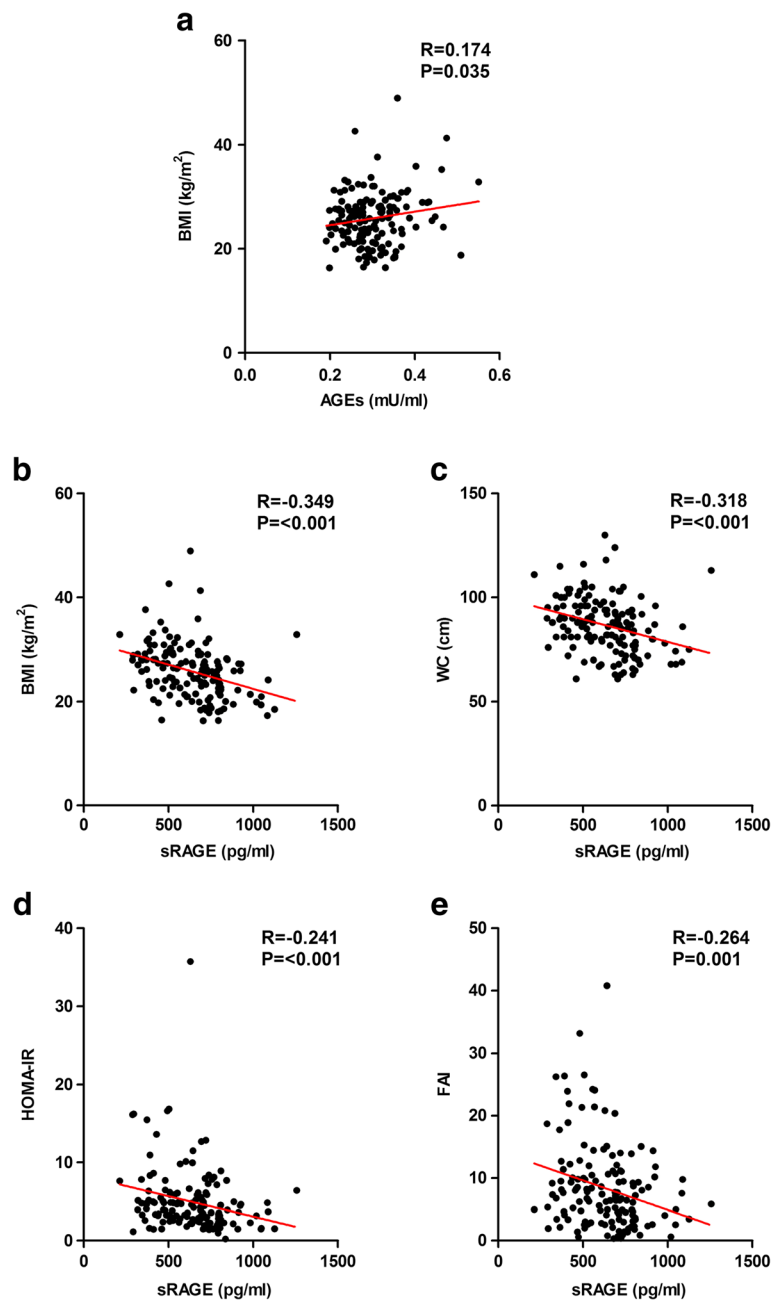 a
R=0.174
P=0.035
60
40
20
0
BMI (kg/m²)
0.0 0.2 0.4 0.6
AGEs (mU/ml)
b
R=-0.349
P=<0.001
60
40
20
0
BMI (kg/m²)
0 500 1000 1500
sRAGE (pg/ml)
c
R=-0.318
P=<0.001
150
100
50
0
WC (cm)
0 500 1000 1500
sRAGE (pg/ml)
d
R=-0.241
P=<0.001
40
30
20
10
0
HOMA-IR
0 500 1000 1500
sRAGE (pg/ml)
e
R=-0.264
P=0.001
50
40
30
20
10
0
FAI
0 500 1000 1500
sRAGE (pg/ml)